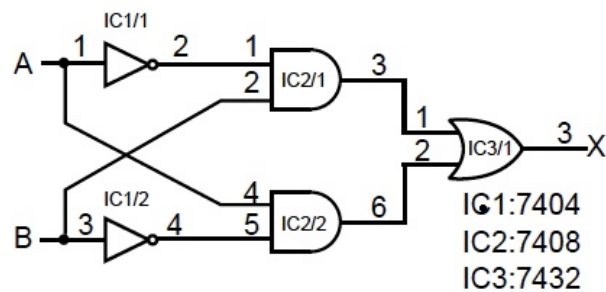 IC1/1
A 1 2 1 IC2/1 3
2
1 IC3/1 3 X
2
IC1/2 4 IC2/2 6
B 3 4 5
IC1:7404
IC2:7408
IC3:7432